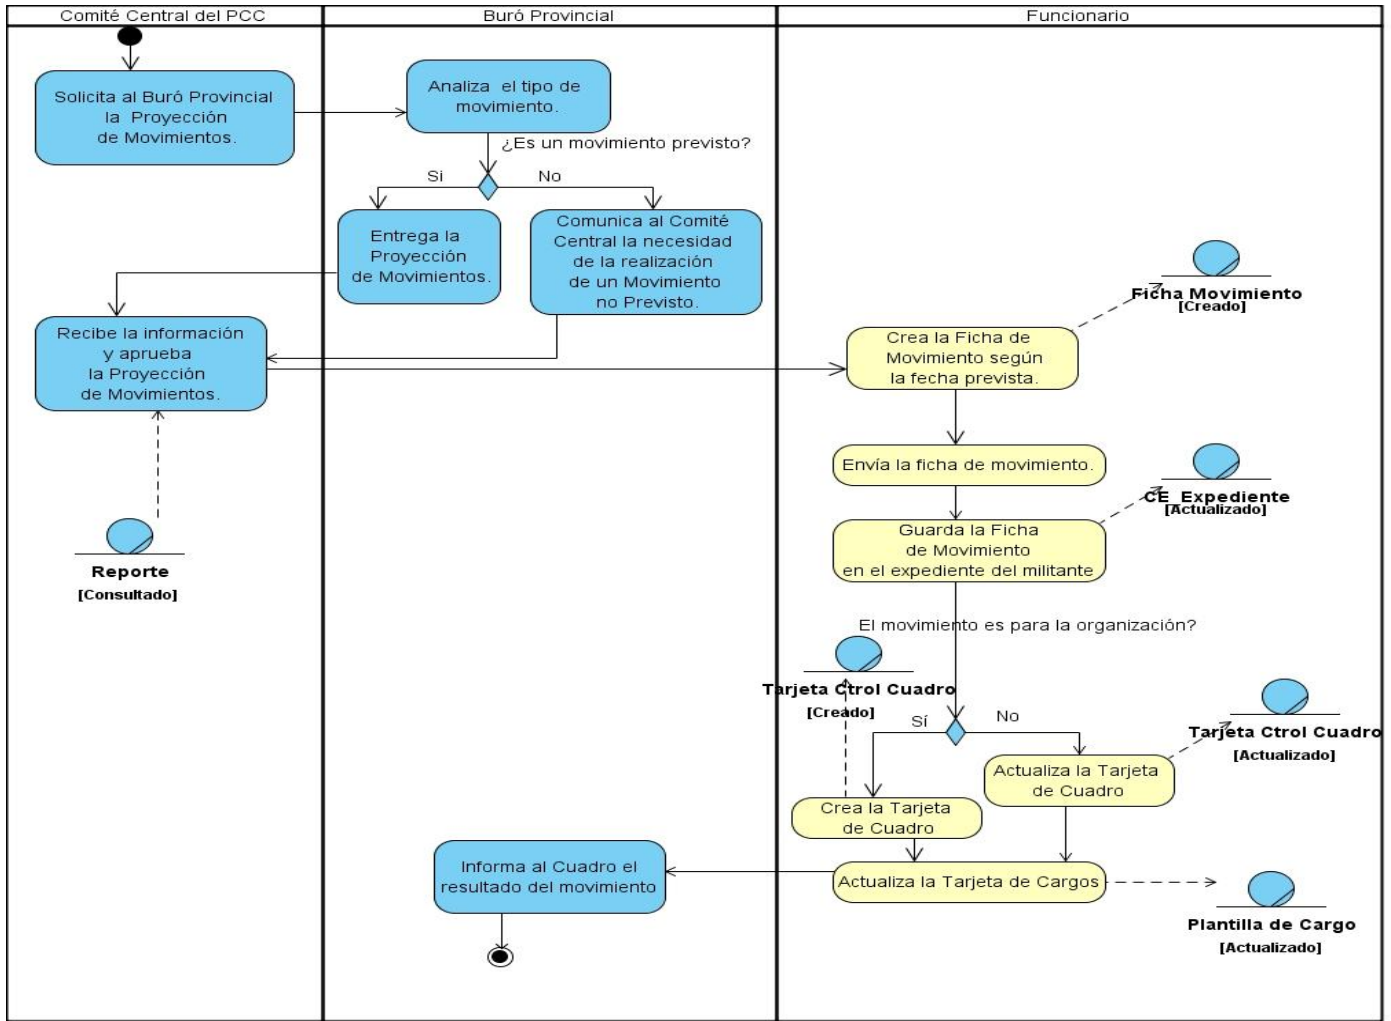 Comité Central del PCC
Buró Provincial
Funcionario
Solicita al Buró Provincial
la Proyección
de Movimientos.
Analiza el tipo de
movimiento.
¿Es un movimiento previsto?
Si
No
Entrega la
Proyección
de Movimientos.
Comunica al Comité
Central la necesidad
de la realización
de un Movimiento
no Previsto.
Recibe la información
y aprueba
la Proyección
de Movimientos.
Reporte
[Consultado]
Ficha Movimiento
[Creado]
Crea la Ficha de
Movimiento según
la fecha prevista.
Envía la ficha de movimiento.
CE_Expediente
[Actualizado]
Guarda la Ficha
de Movimiento
en el expediente del militante
El movimiento es para la organización?
Tarjeta Ctrol Cuadro
[Creado]
Sí
No
Tarjeta Ctrol Cuadro
[Actualizado]
Actualiza la Tarjeta
de Cuadro
Crea la Tarjeta
de Cuadro
Informa al Cuadro el
resultado del movimiento
Actualiza la Tarjeta de Cargos
Plantilla de Cargo
[Actualizado]